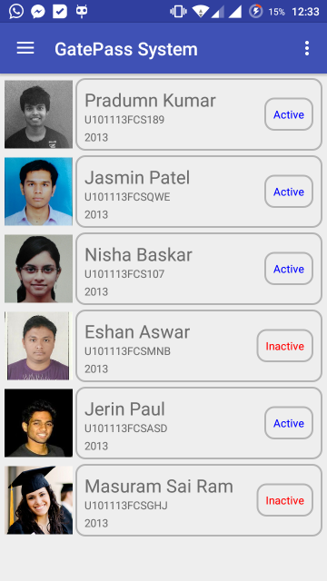 15% 12:33
GatePass System
Pradumn Kumar
U101113FCS189
2013
Active
Jasmin Patel
U101113FCSQWE
2013
Active
Nisha Baskar
U101113FCS107
2013
Active
Eshan Aswar
U101113FCSMNB
2013
Inactive
Jerin Paul
U101113FCSASD
2013
Active
Masuram Sai Ram
U101113FCSGHJ
2013
Inactive